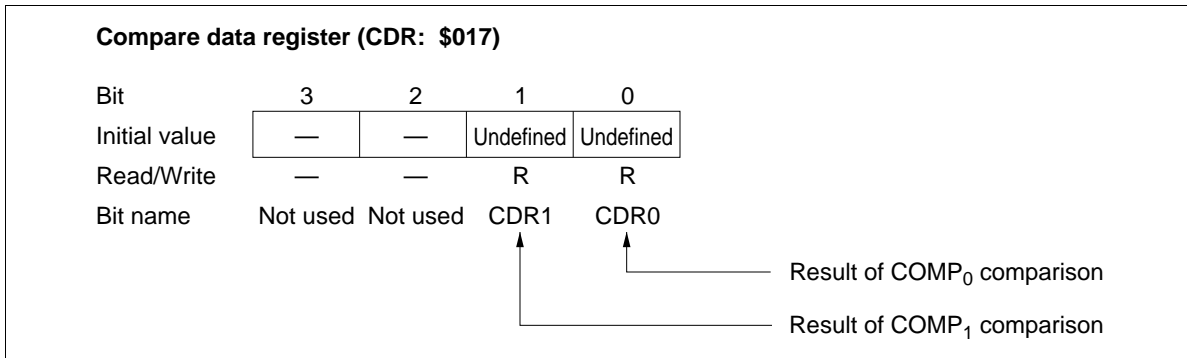 Compare data register (CDR: $017)
Bit 3 2 1 0
Initial value — — Undefined Undefined
Read/Write — — R R
Bit name Not used Not used CDR1 CDR0
Result of COMP₀ comparison
Result of COMP₁ comparison